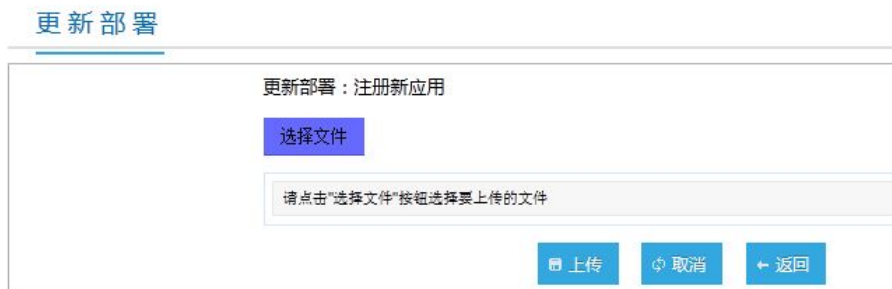 更新部署
更新部署：注册新应用
选择文件
请点击"选择文件"按钮选择要上传的文件
上传 取消 返回